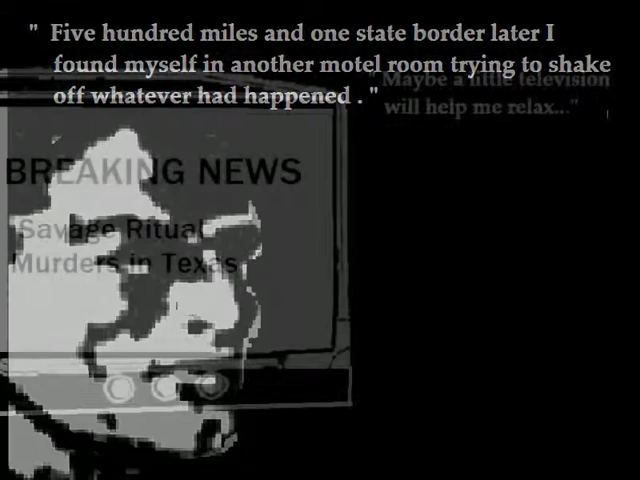 " Five hundred miles and one state border later I
found myself in another motel room trying to shake
off whatever had happened . "
"Maybe a little television
will help me relax..."
BREAKING NEWS
Savage Ritual
Murders in Texas